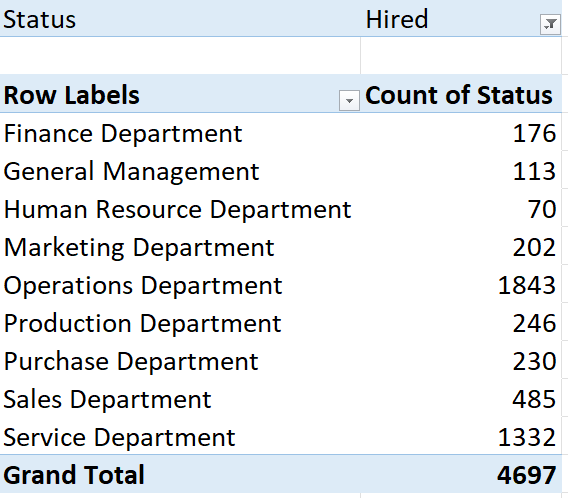 Status Hired
Row Labels Count of Status
Finance Department 176
General Management 113
Human Resource Department 70
Marketing Department 202
Operations Department 1843
Production Department 246
Purchase Department 230
Sales Department 485
Service Department 1332
Grand Total 4697